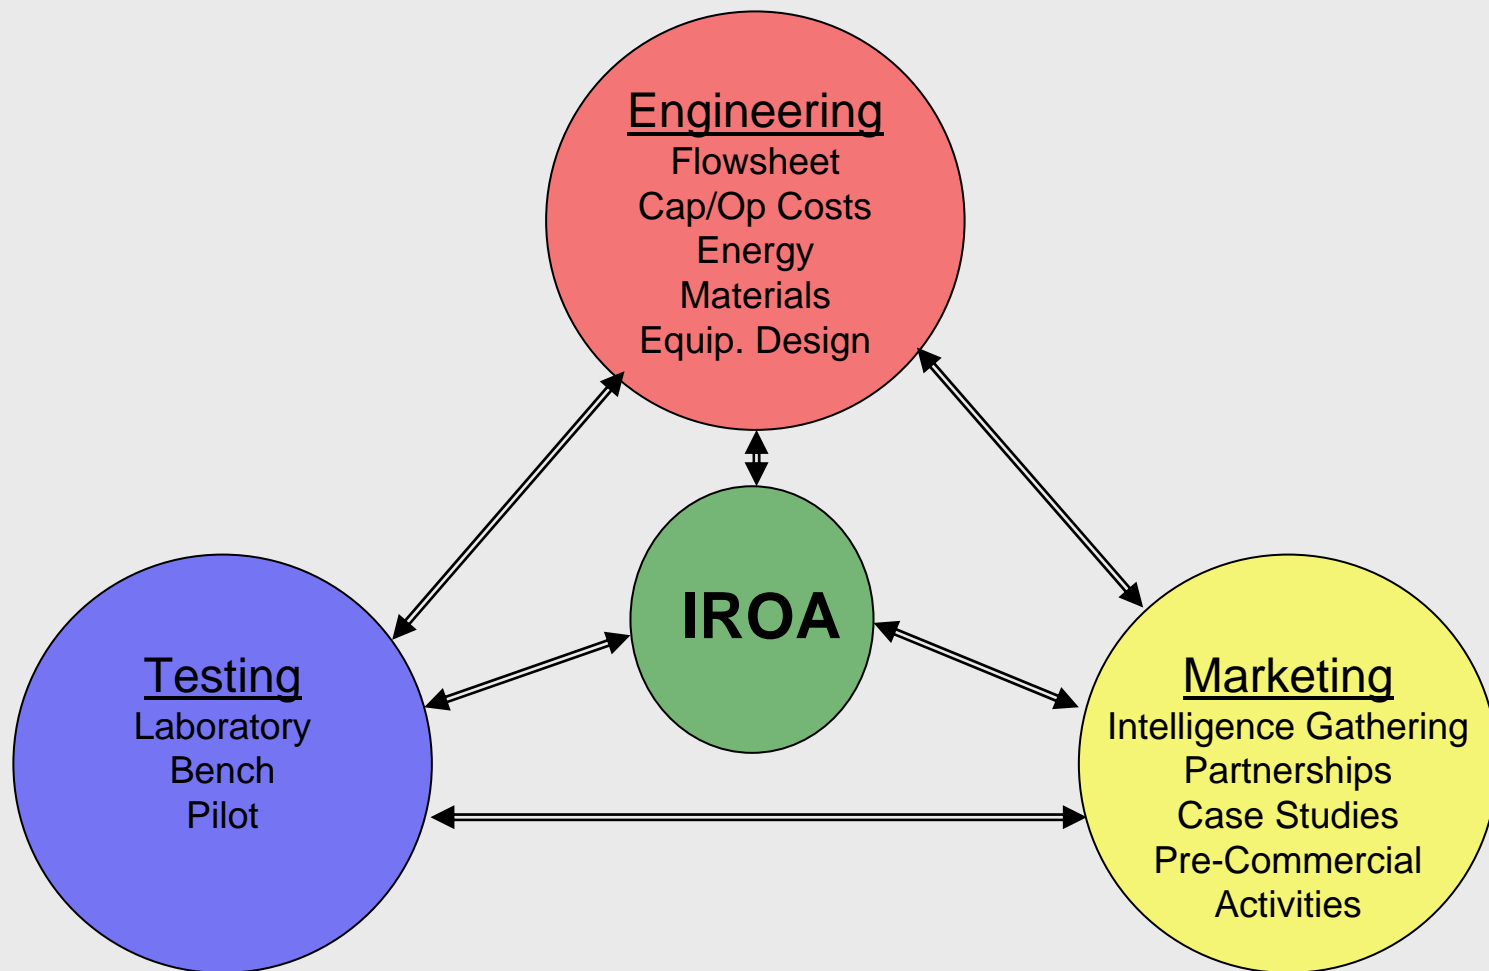 Engineering
Flowsheet
Cap/Op Costs
Energy
Materials
Equip. Design
IROA
Testing
Laboratory
Bench
Pilot
Marketing
Intelligence Gathering
Partnerships
Case Studies
Pre-Commercial
Activities